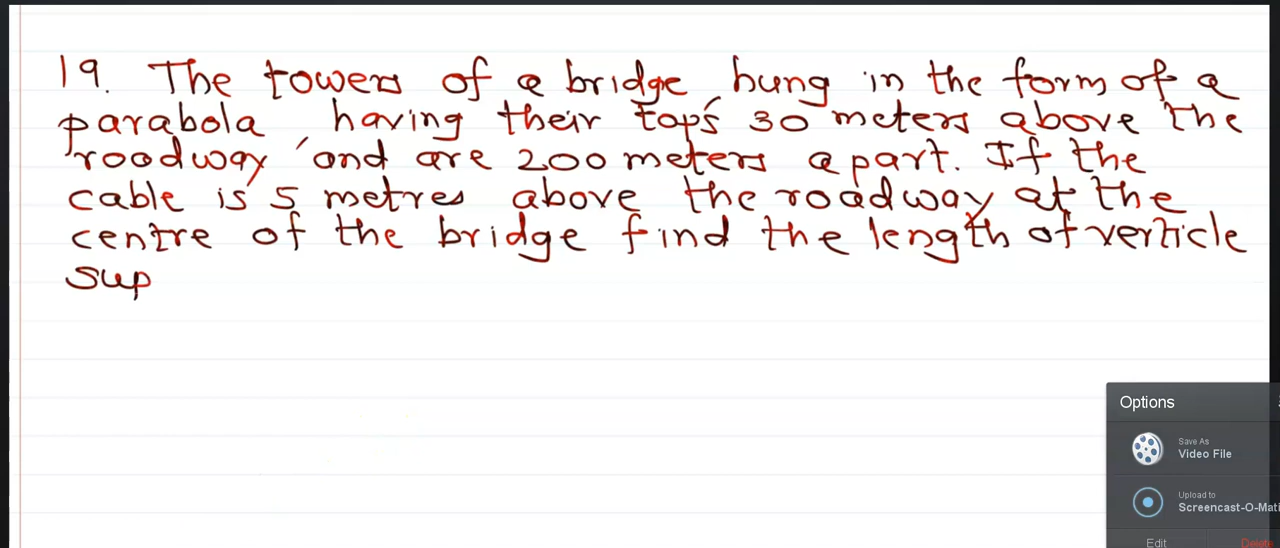 19. The towers of a bridge, hung in the form of a
parabola, having their tops 30 meters above the
roadway, and are 200 meters apart. If the
cable is 5 metres above the roadway at the
centre of the bridge find the length of verticle
sup
Options
Save As
Video File
Upload to
Screencast-O-Mati
Edit
Delete